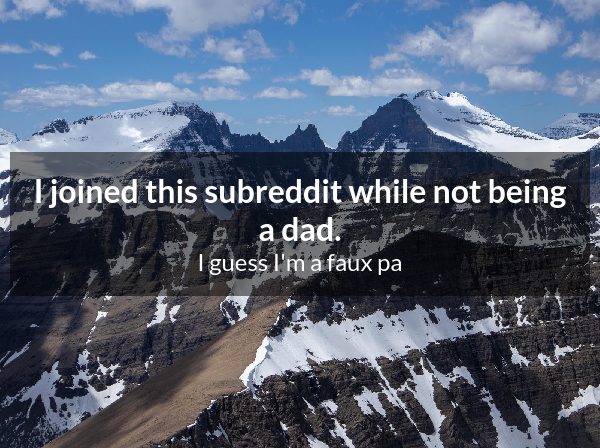 I joined this subreddit while not being
a dad.
I guess I'm a faux pa